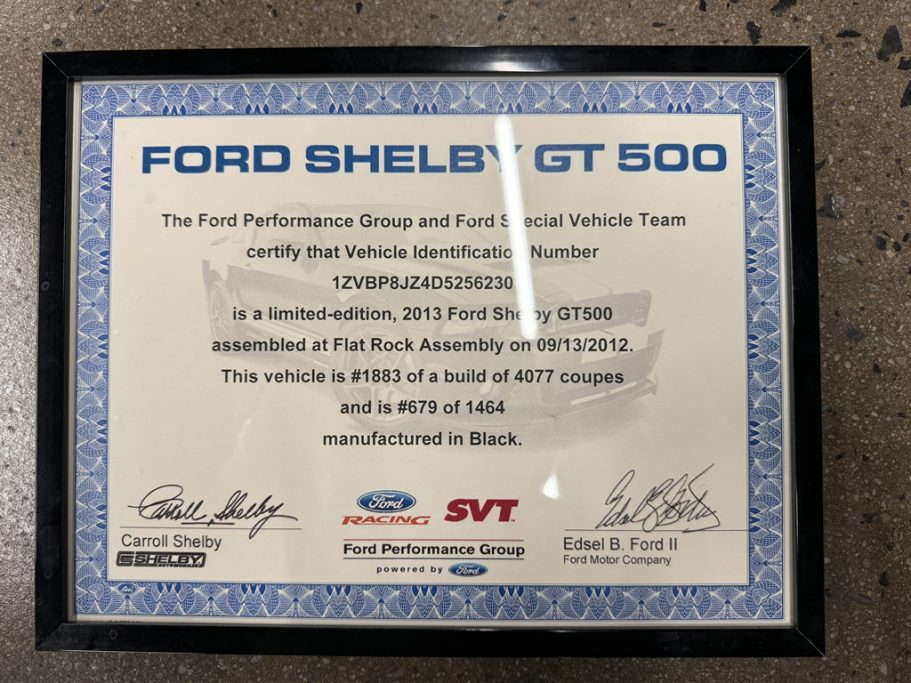 FORD SHELBY GT 500
The Ford Performance Group and Ford Special Vehicle Team
certify that Vehicle Identification Number
1ZVBP8JZ4D5256230
is a limited-edition, 2013 Ford Shelby GT500
assembled at Flat Rock Assembly on 09/13/2012.
This vehicle is #1883 of a build of 4077 coupes
and is #679 of 1464
manufactured in Black.
Carroll Shelby
Carroll Shelby
SHELBY
AUTOMOBILES
Ford
RACING
SVT
Ford Performance Group
powered by Ford
Edsel B. Ford II
Ford Motor Company